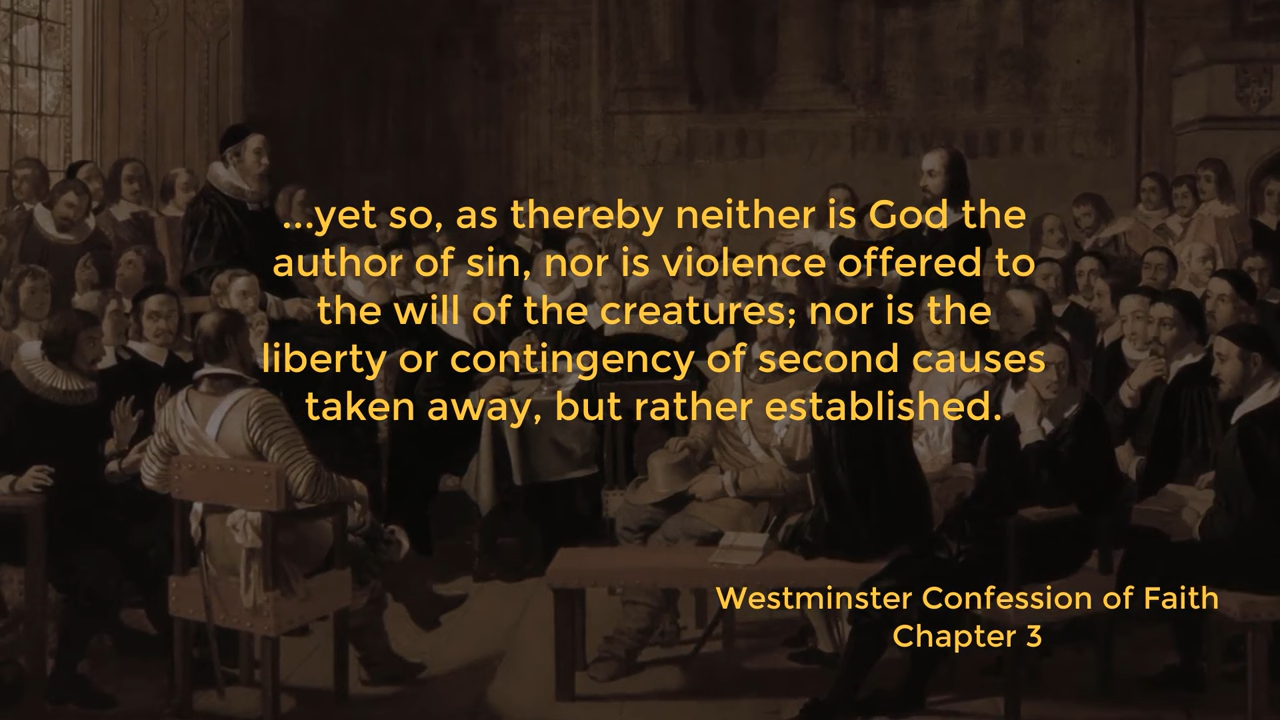 ...yet so, as thereby neither is God the
author of sin, nor is violence offered to
the will of the creatures; nor is the
liberty or contingency of second causes
taken away, but rather established.
Westminster Confession of Faith
Chapter 3